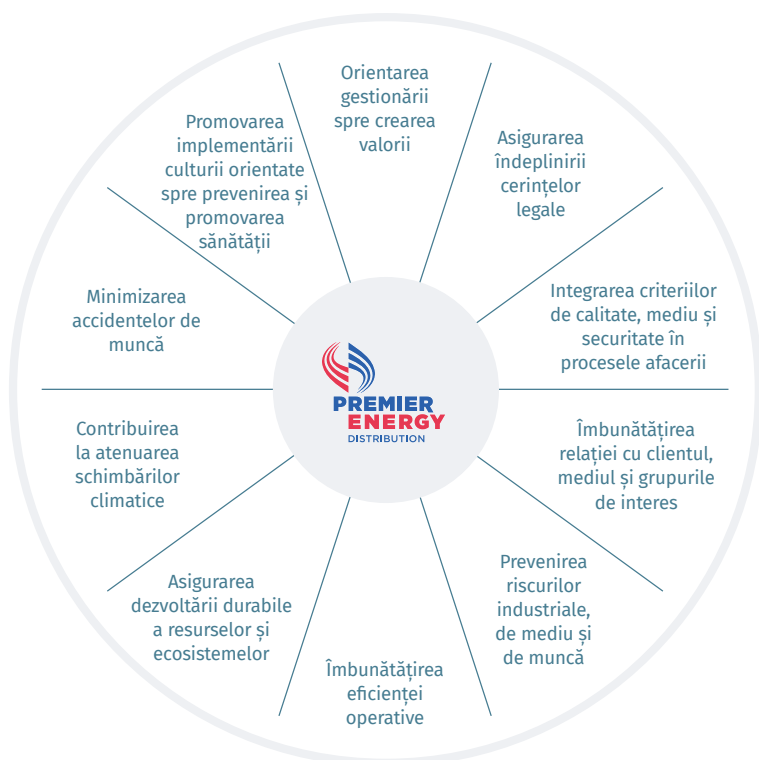 Orientarea
gestionării
spre crearea
valorii
Asigurarea
îndeplinirii
cerințelor
legale
Integrarea criteriilor
de calitate, mediu și
securitate în
procesele afacerii
Îmbunătățirea
relației cu clientul,
mediul și grupurile
de interes
Prevenirea
riscurilor
industriale,
de mediu și
de muncă
Îmbunătățirea
eficienței
operative
Asigurarea
dezvoltării durabile
a resurselor și
ecosistemelor
Contribuirea
la atenuarea
schimbărilor
climatice
Minimizarea
accidentelor de
muncă
Promovarea
implementării
culturii orientate
spre prevenirea și
promovarea
sănătății
PREMIER
ENERGY
DISTRIBUTION